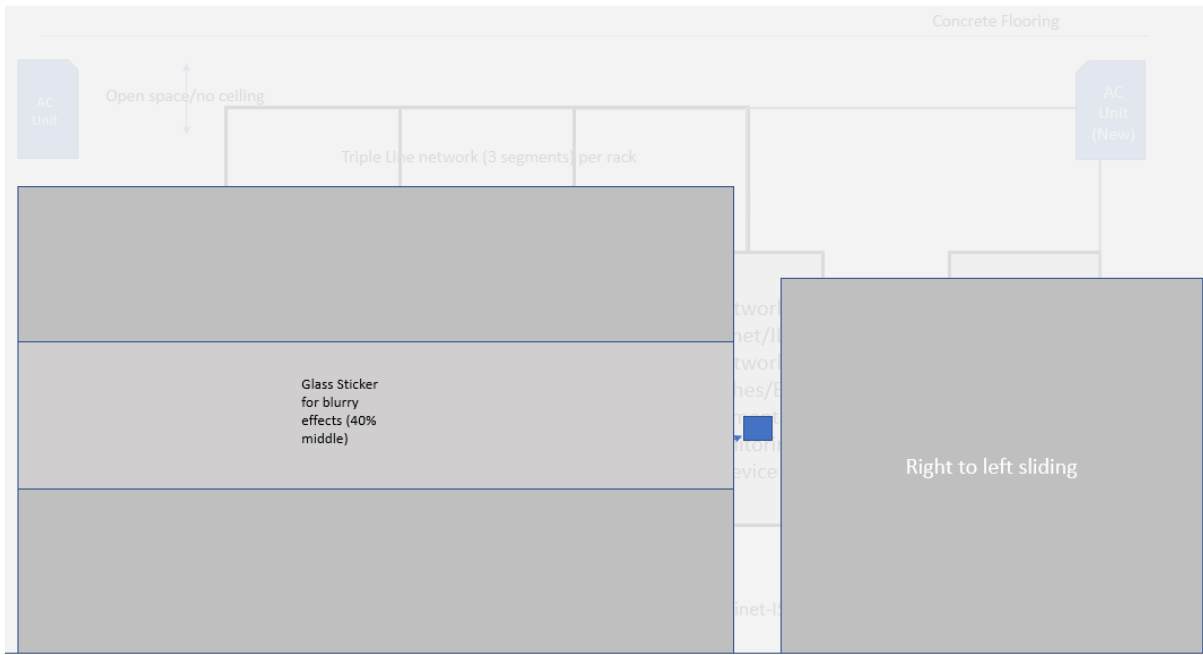 Concrete Flooring
AC
Unit
Open space/no ceiling
AC
Unit
(New)
Triple Line network (3 segments) per rack
Glass Sticker
for blurry
effects (40%
middle)
Right to left sliding